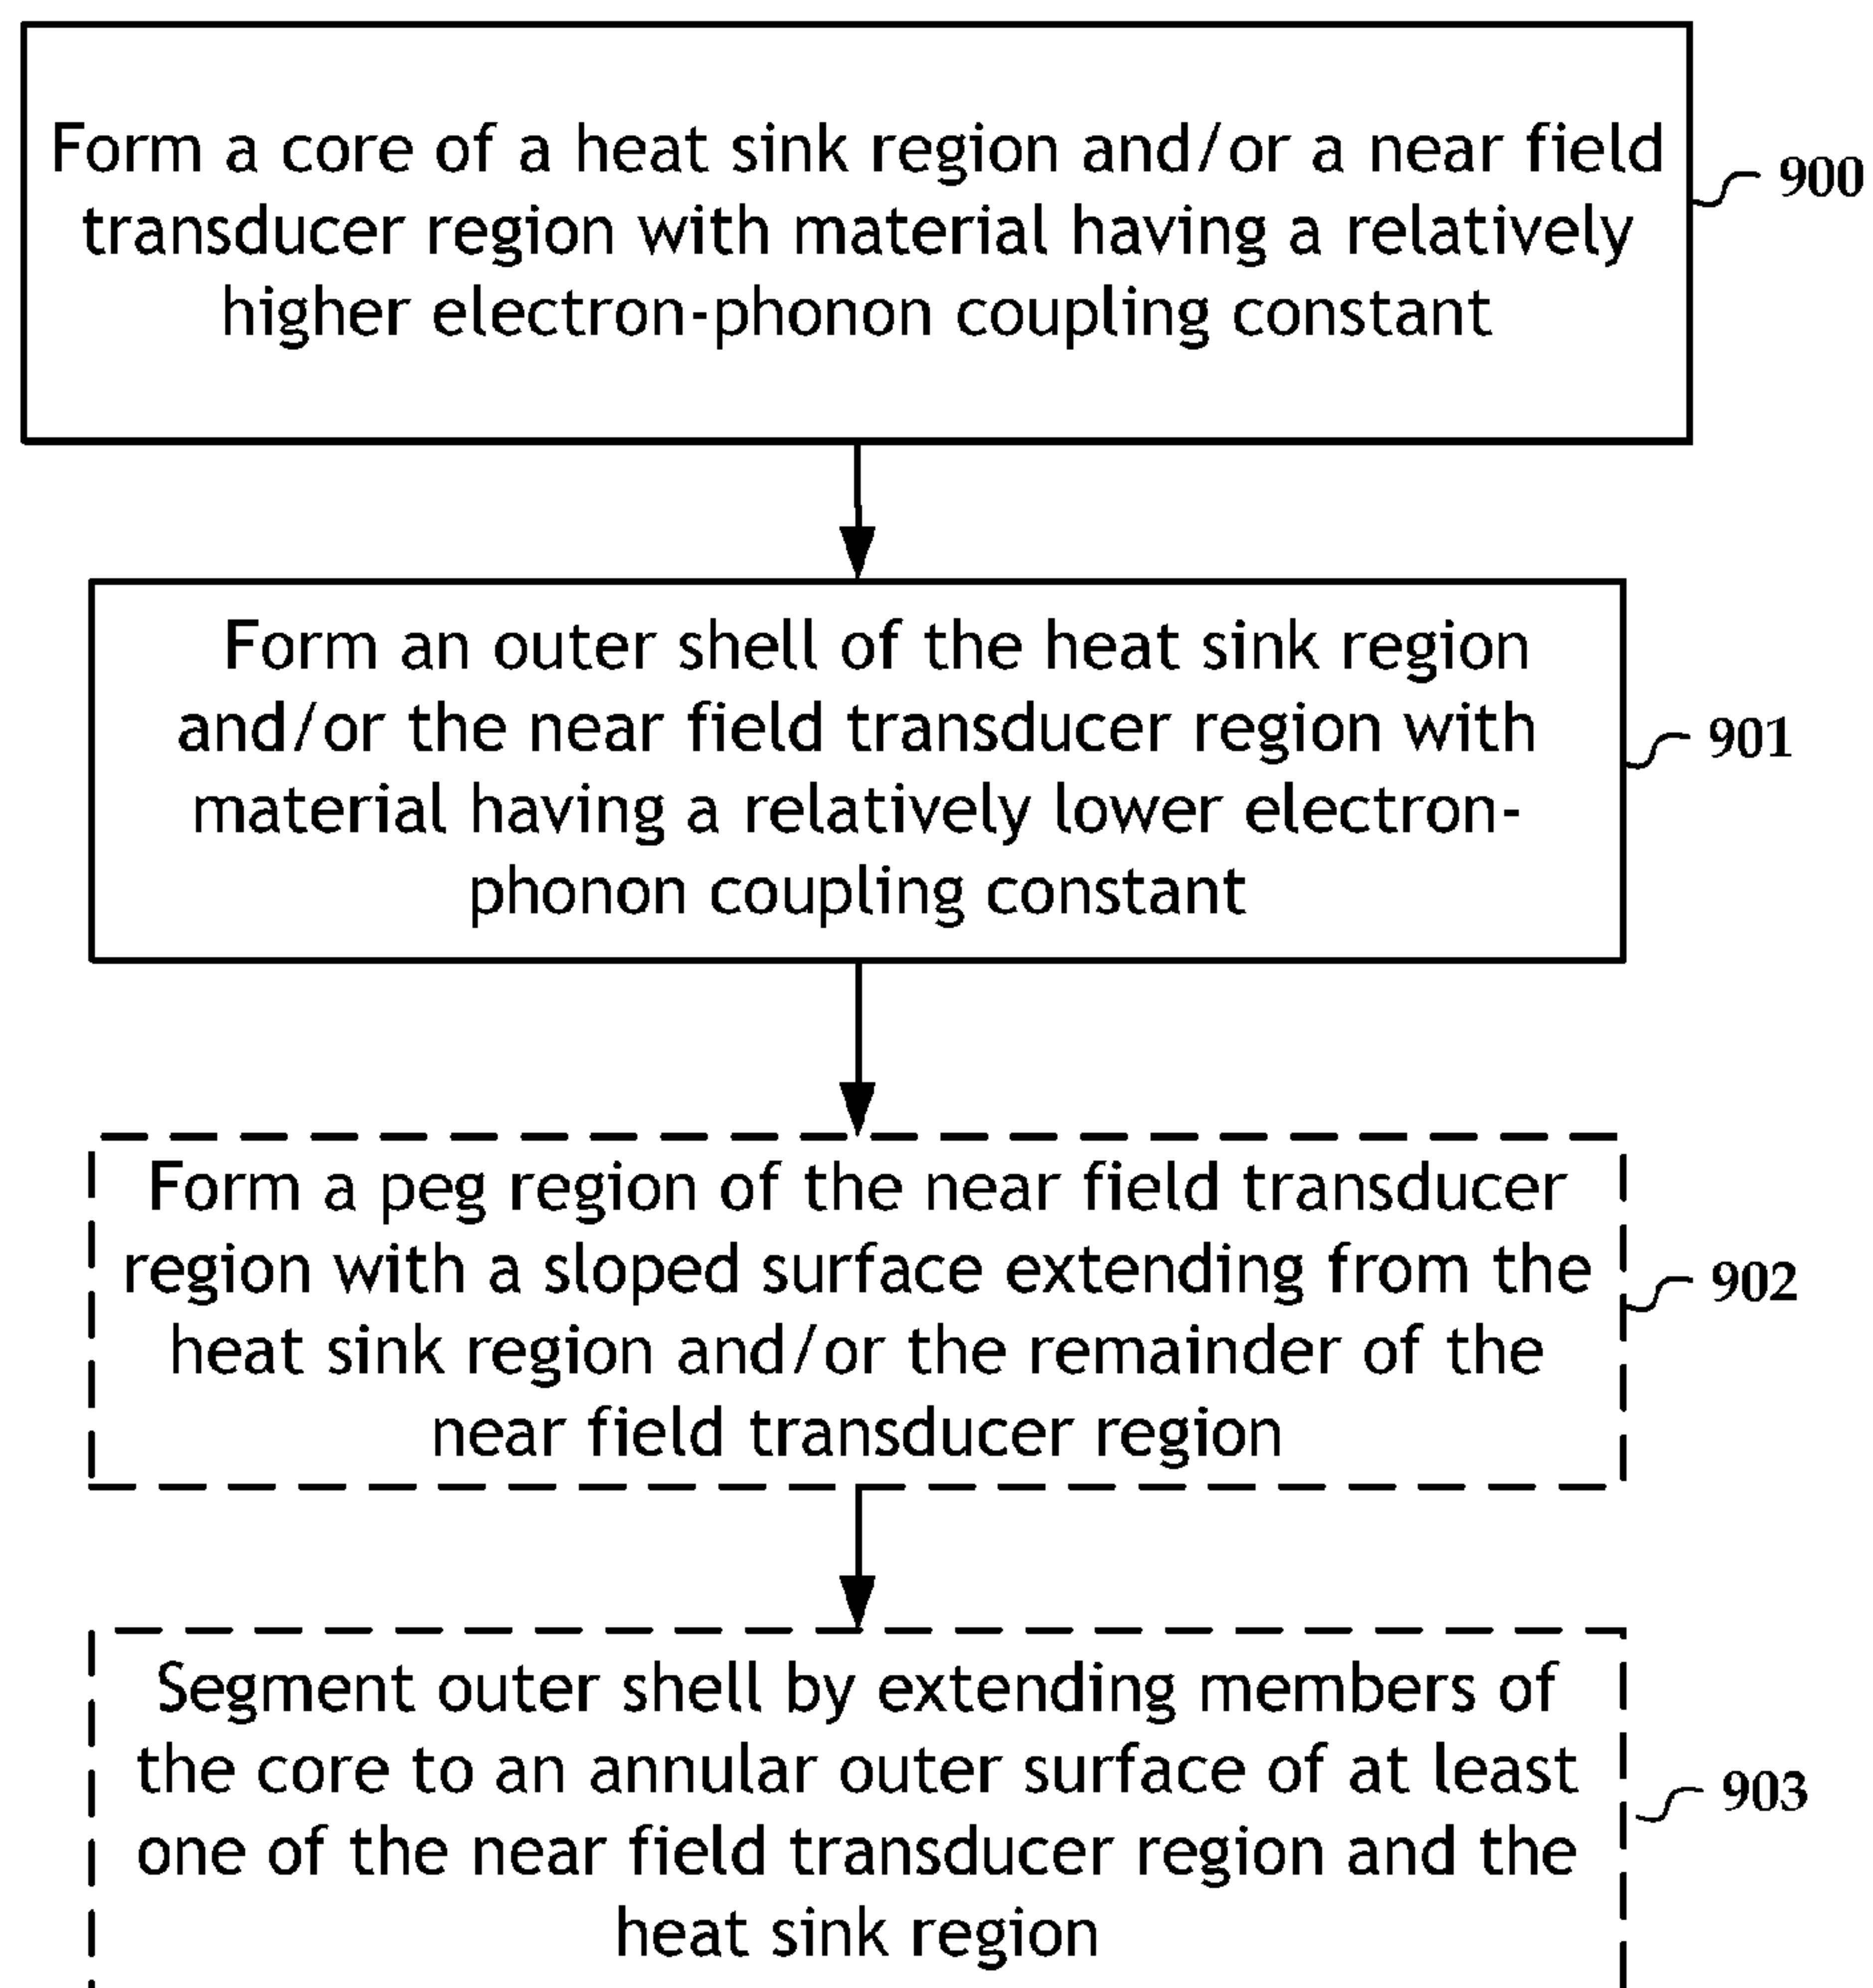 Form a core of a heat sink region and/or a near field
transducer region with material having a relatively
higher electron-phonon coupling constant
900
Form an outer shell of the heat sink region
and/or the near field transducer region with
material having a relatively lower electron-
phonon coupling constant
901
Form a peg region of the near field transducer
region with a sloped surface extending from the
heat sink region and/or the remainder of the
near field transducer region
902
Segment outer shell by extending members of
the core to an annular outer surface of at least
one of the near field transducer region and the
heat sink region
903